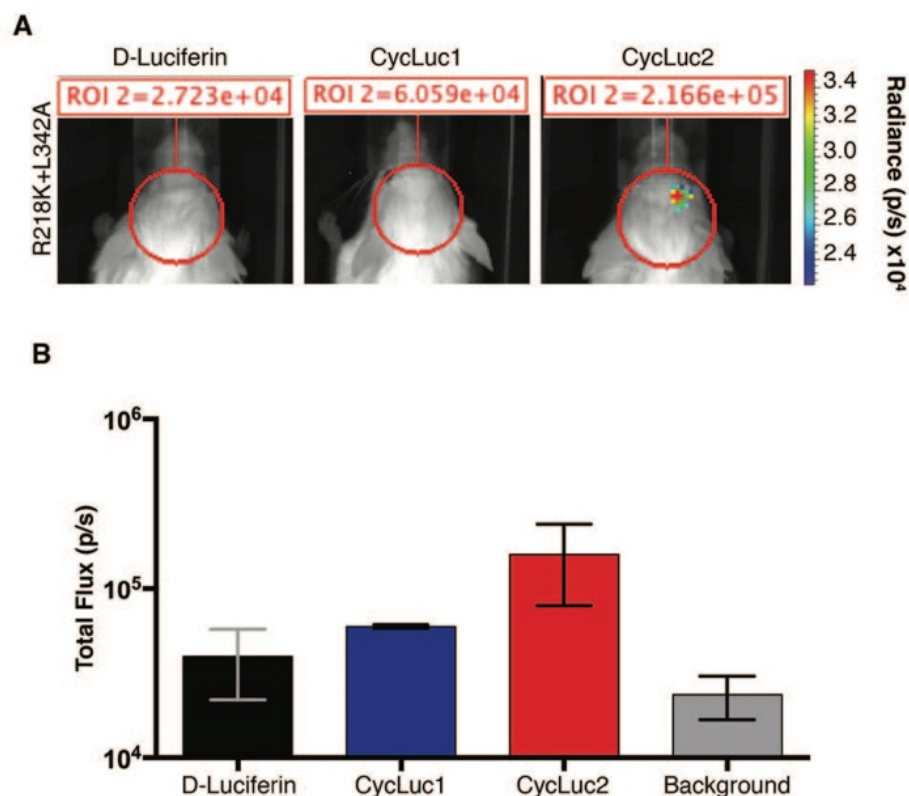 A
D-Luciferin CycLuc1 CycLuc2
ROI 2=2.723e+04 ROI 2=6.059e+04 ROI 2=2.166e+05
R218K+L342A
3.4
3.2
3.0
2.8
2.6
2.4
Radiance (p/s) x10⁴
B
Total Flux (p/s)
10⁶
10⁵
10⁴
D-Luciferin CycLuc1 CycLuc2 Background